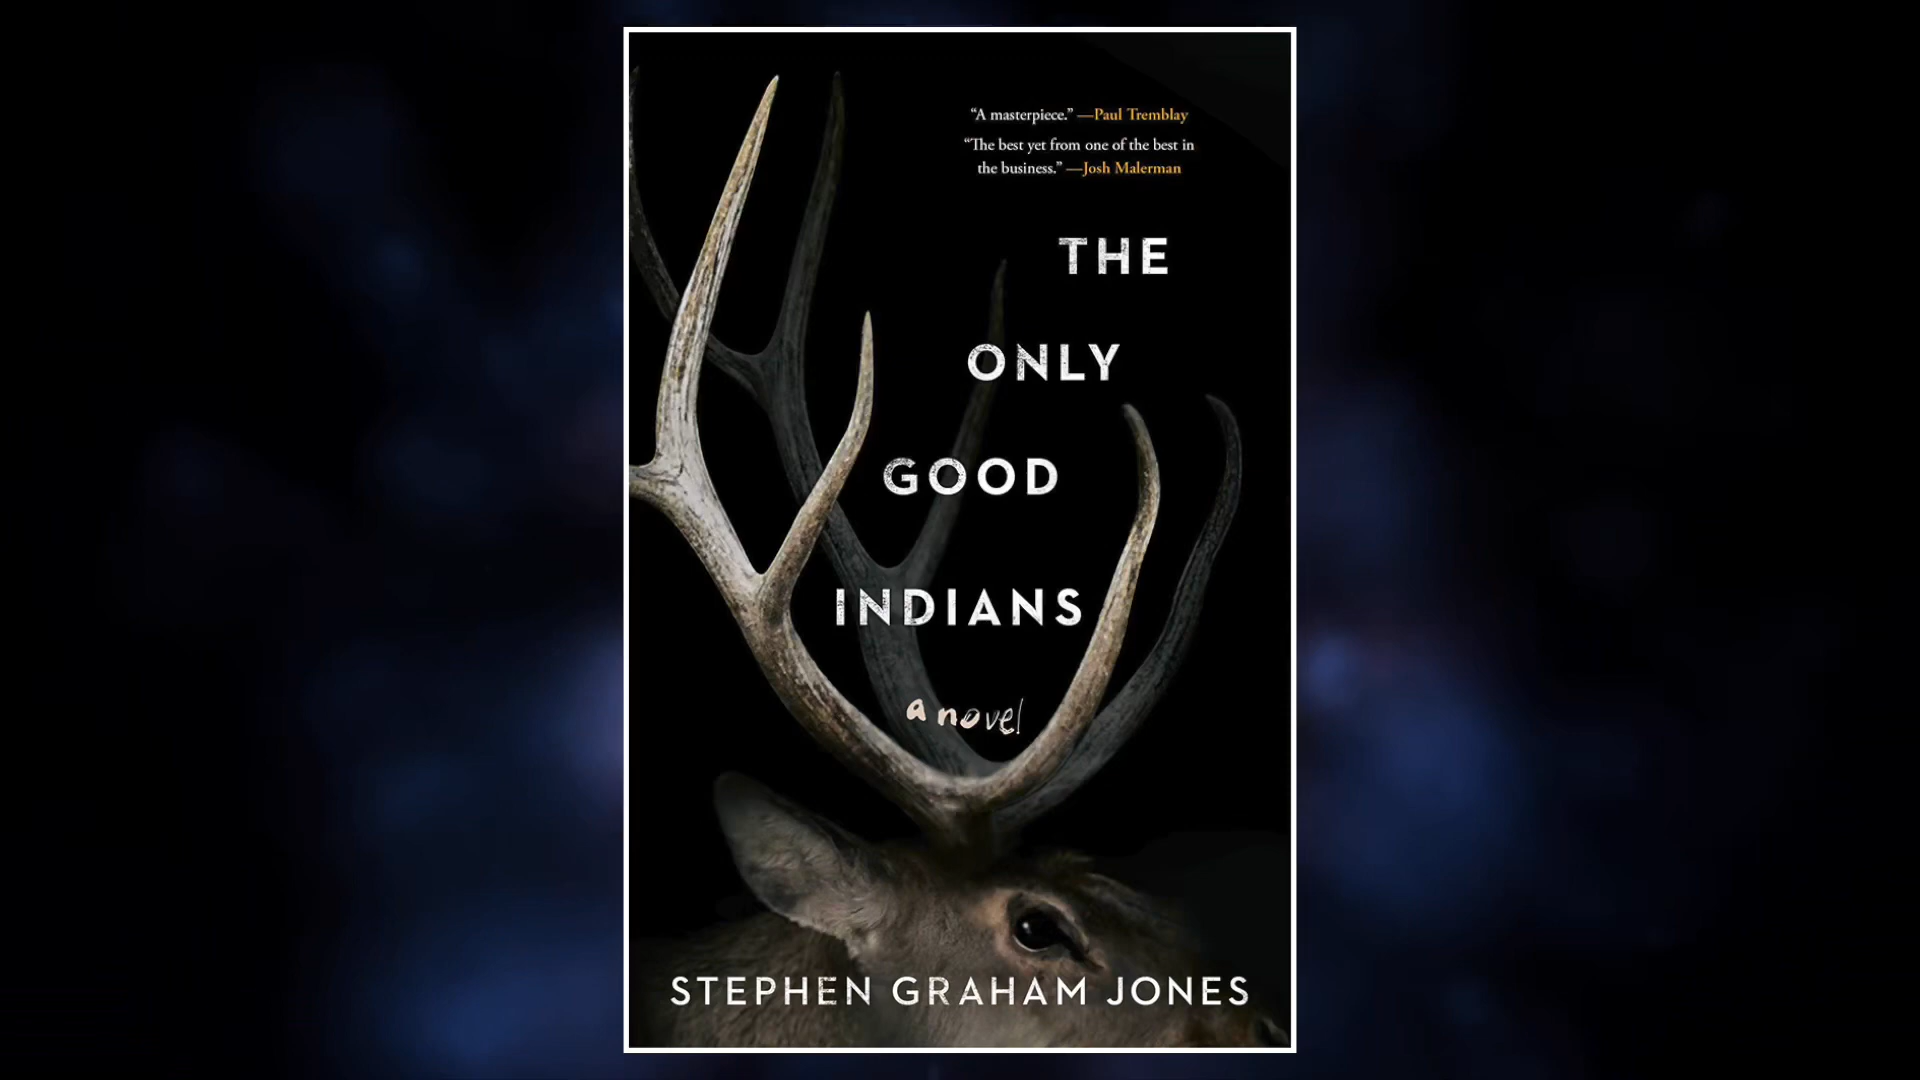 “A masterpiece.” —Paul Tremblay
“The best yet from one of the best in
the business.” —Josh Malerman
THE
ONLY
GOOD
INDIANS
a novel
STEPHEN GRAHAM JONES